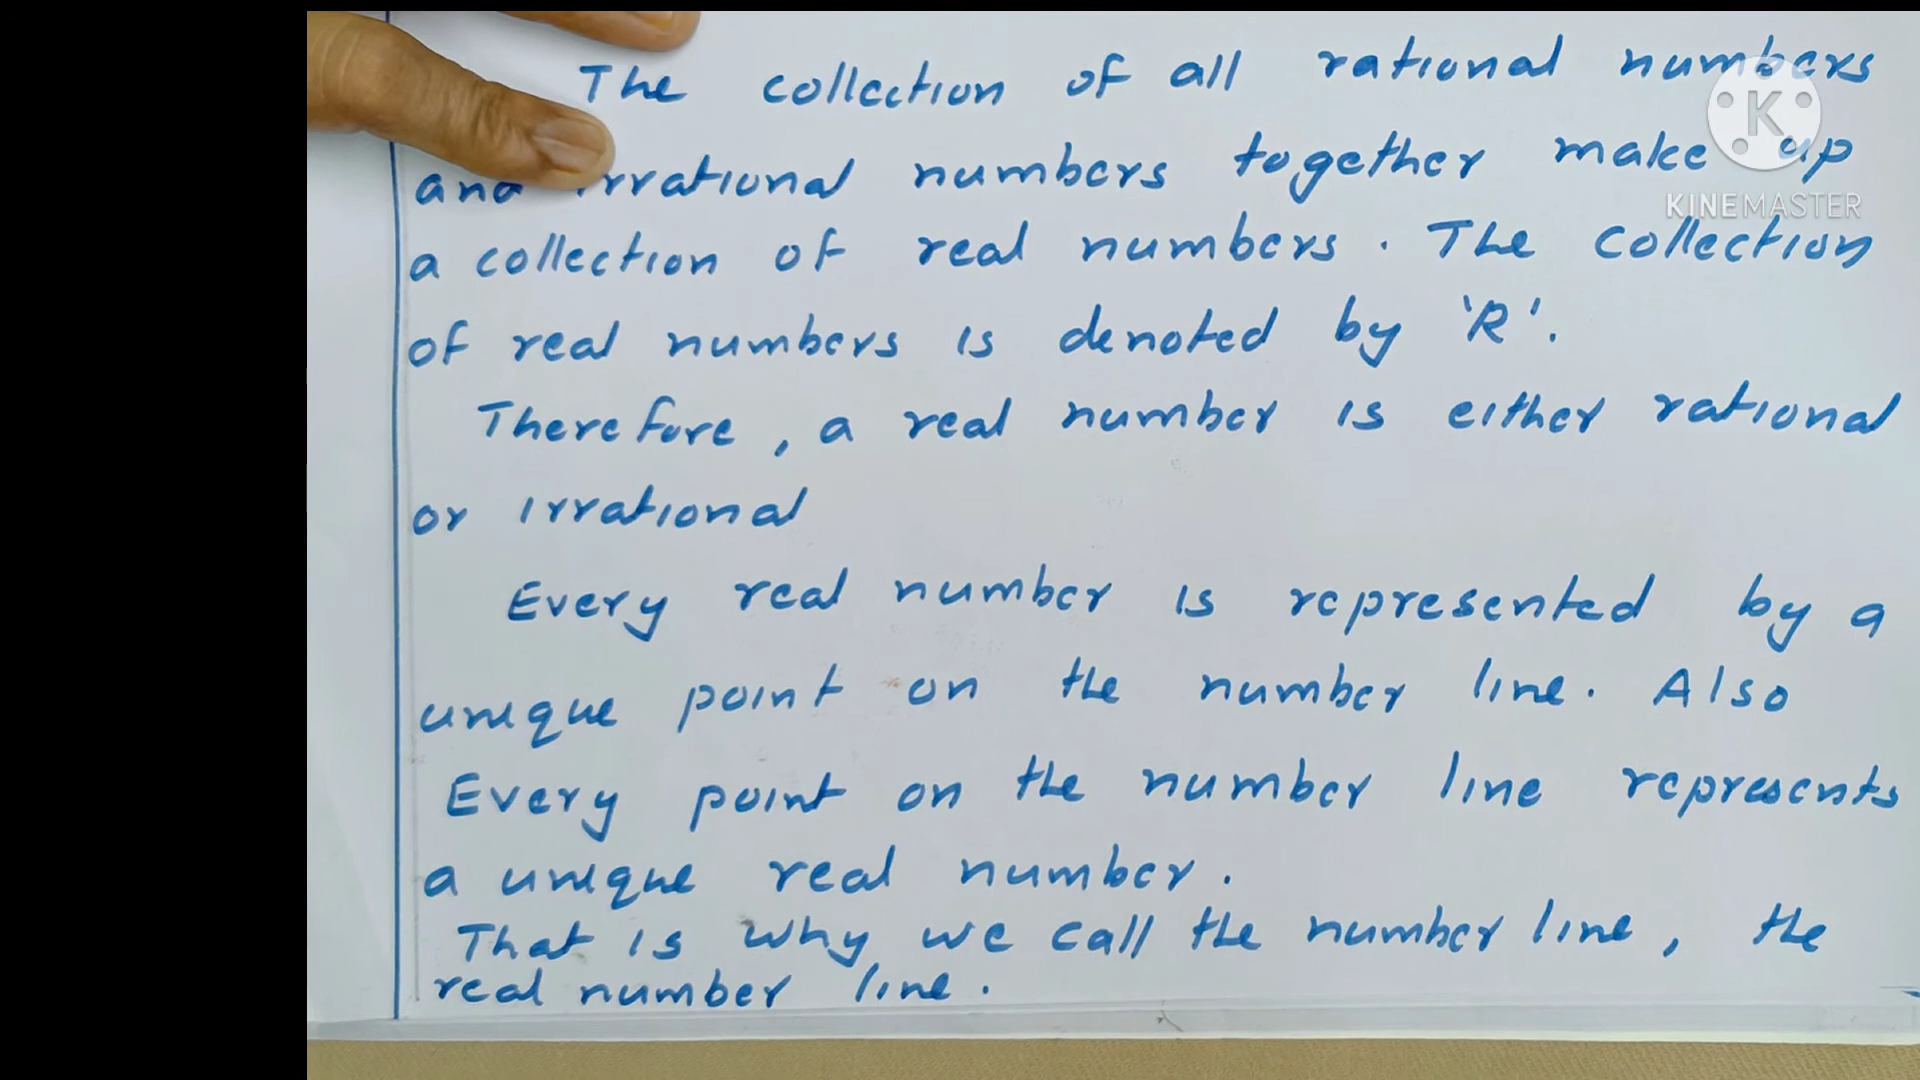 The collection of all rational numbers
and irrational numbers together make up
a collection of real numbers. The collection
of real numbers is denoted by 'R'.
Therefore, a real number is either rational
or irrational
Every real number is represented by a
unique point on the number line. Also
Every point on the number line represents
a unique real number.
That is why we call the number line, the
real number line.
K
KINEMASTER